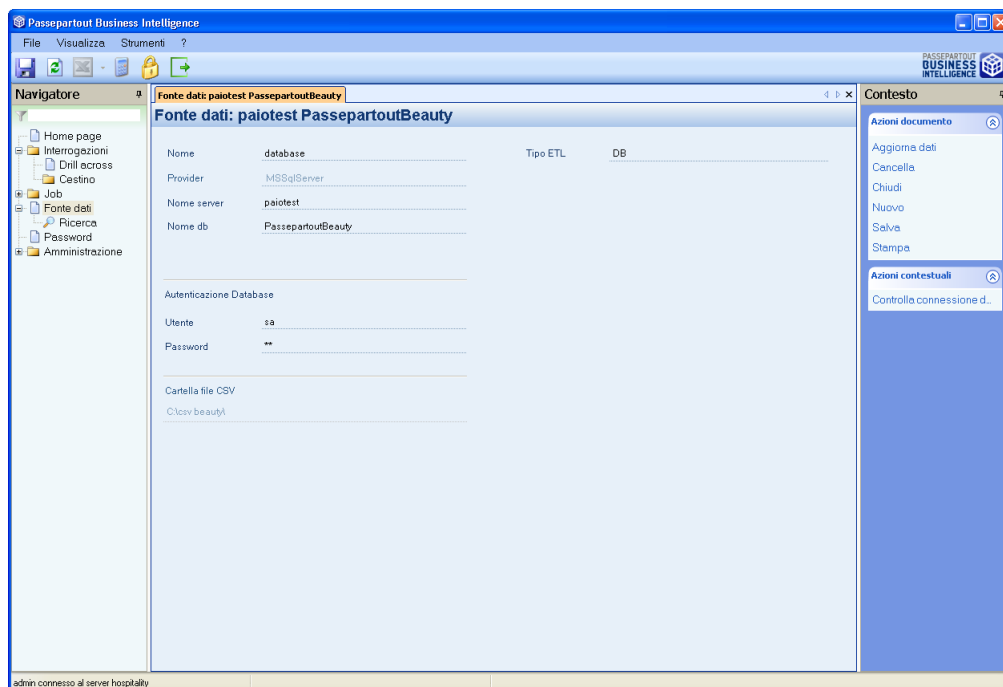 Passepartout Business Intelligence
File Visualizza Strumenti ?
PASSEPARTOUT
BUSINESS
INTELLIGENCE
Navigatore
Home page
Interrogazioni
Drill across
Cestino
Job
Fonte dati
Ricerca
Password
Amministrazione
Fonte dati: paiotest PassepartoutBeauty
Fonte dati: paiotest PassepartoutBeauty
Nome database Tipo ETL DB
Provider MSSqlServer
Nome server paiotest
Nome db PassepartoutBeauty
Autenticazione Database
Utente sa
Password **
Cartella file CSV
C:\csv beauty\
Contesto
Azioni documento
Aggiorna dati
Cancella
Chiudi
Nuovo
Salva
Stampa
Azioni contestuali
Controlla connessione d...
admin connesso al server hospitality